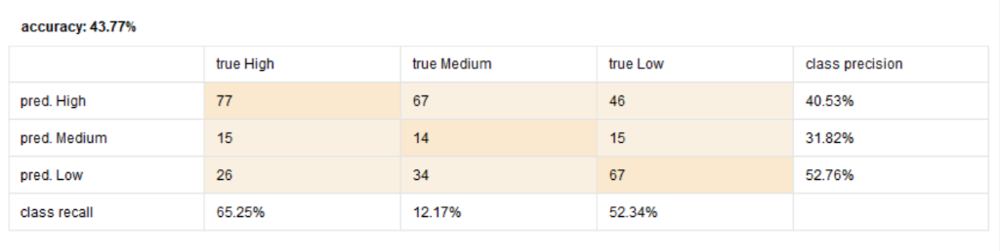 accuracy: 43.77%
true High true Medium true Low class precision
pred. High 77 67 46 40.53%
pred. Medium 15 14 15 31.82%
pred. Low 26 34 67 52.76%
class recall 65.25% 12.17% 52.34%